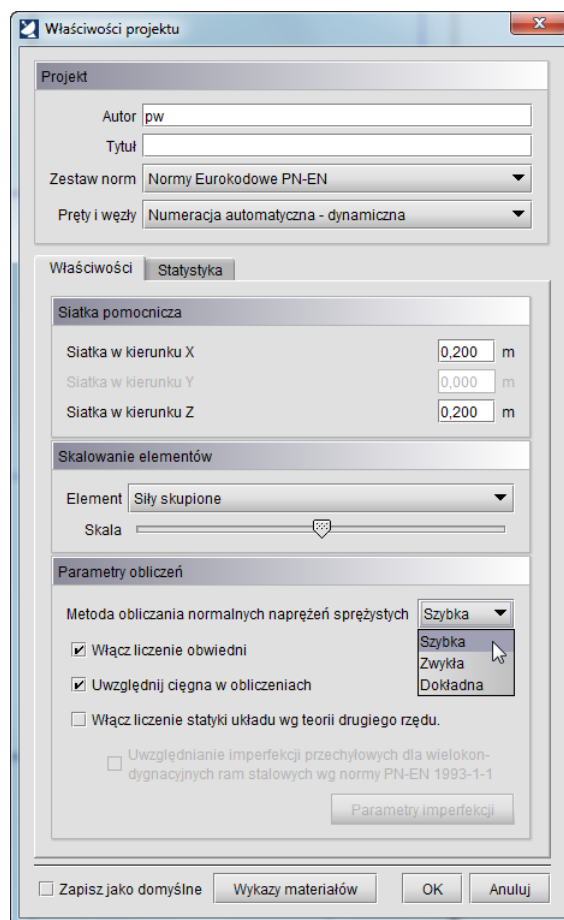 Właściwości projektu
Projekt
Autor pw
Tytuł
Zestaw norm Normy Eurokodowe PN-EN
Pręty i węzły Numeracja automatyczna - dynamiczna
Właściwości Statystyka
Siatka pomocnicza
Siatka w kierunku X 0,200 m
Siatka w kierunku Y 0,000 m
Siatka w kierunku Z 0,200 m
Skalowanie elementów
Element Siły skupione
Skala
Parametry obliczeń
Metoda obliczania normalnych naprężeń sprężystych Szybka
Szybka
Zwykła
Dokładna
Włącz liczenie obwiedni
Uwzględnij cięgna w obliczeniach
Włącz liczenie statyki układu wg teorii drugiego rzędu.
Uwzględnianie imperfekcji przechyłowych dla wielokon-
dygnacyjnych ram stalowych wg normy PN-EN 1993-1-1
Parametry imperfekcji
Zapisz jako domyślne Wykazy materiałów OK Anuluj